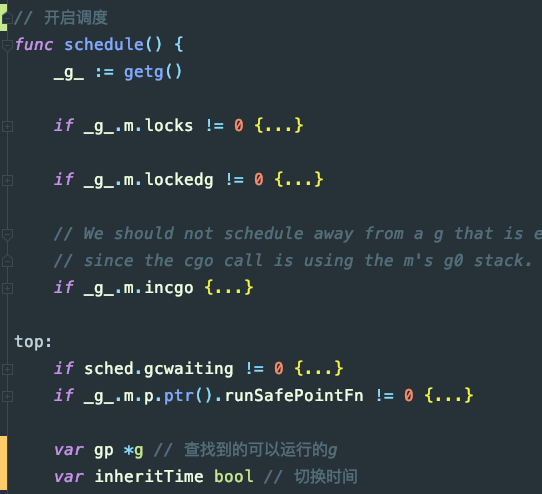 // 开启调度
func schedule() {
_g_ := getg()
if _g_.m.locks != 0 {...}
if _g_.m.lockedg != 0 {...}
// We should not schedule away from a g that is e
// since the cgo call is using the m's g0 stack.
if _g_.m.incgo {...}
top:
if sched.gcwaiting != 0 {...}
if _g_.m.p.ptr().runSafePointFn != 0 {...}
var gp *g // 查找到的可以运行的g
var inheritTime bool // 切换时间